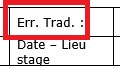 Err. Trad. :
Date – Lieu
stage